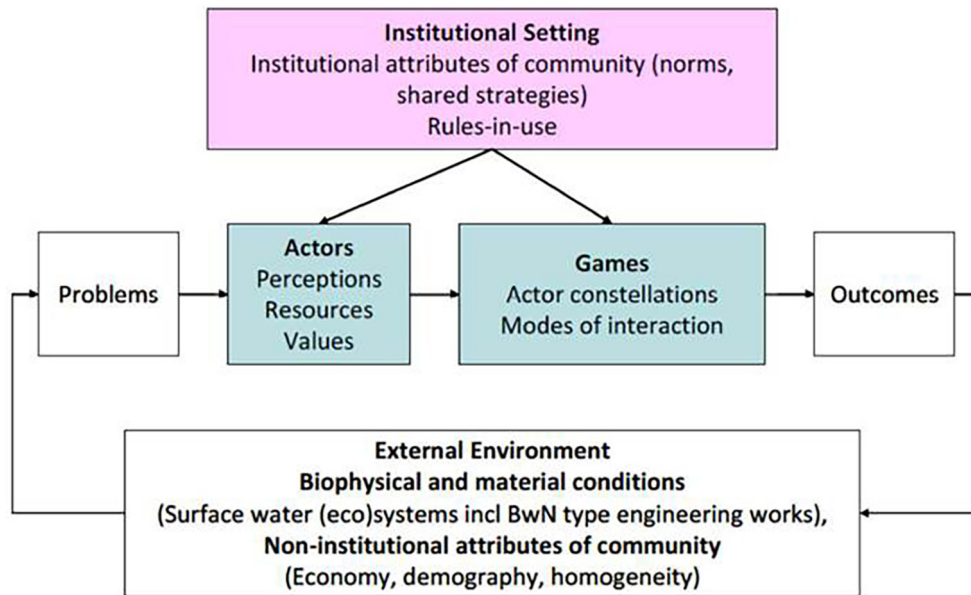 Institutional Setting
Institutional attributes of community (norms,
shared strategies)
Rules-in-use
Problems
Actors
Perceptions
Resources
Values
Games
Actor constellations
Modes of interaction
Outcomes
External Environment
Biophysical and material conditions
(Surface water (eco)systems incl BwN type engineering works),
Non-institutional attributes of community
(Economy, demography, homogeneity)